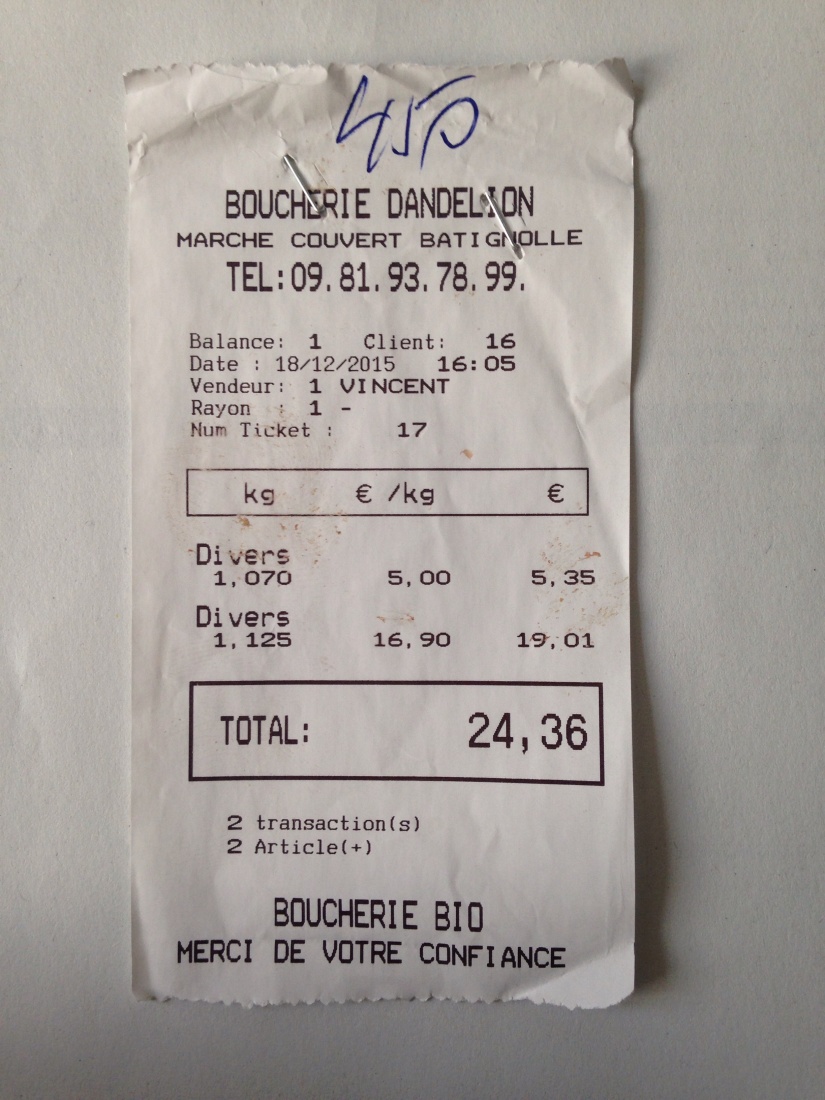 450
BOUCHERIE DANDELION
MARCHE COUVERT BATIGNOLLE
TEL:09.81.93.78.99.
Balance: 1 Client: 16
Date : 18/12/2015 16:05
Vendeur: 1 VINCENT
Rayon : 1 -
Num Ticket : 17
kg € /kg €
Divers
1,070 5,00 5,35
Divers
1,125 16,90 19,01
TOTAL: 24,36
2 transaction(s)
2 Article(+)
BOUCHERIE BIO
MERCI DE VOTRE CONFIANCE